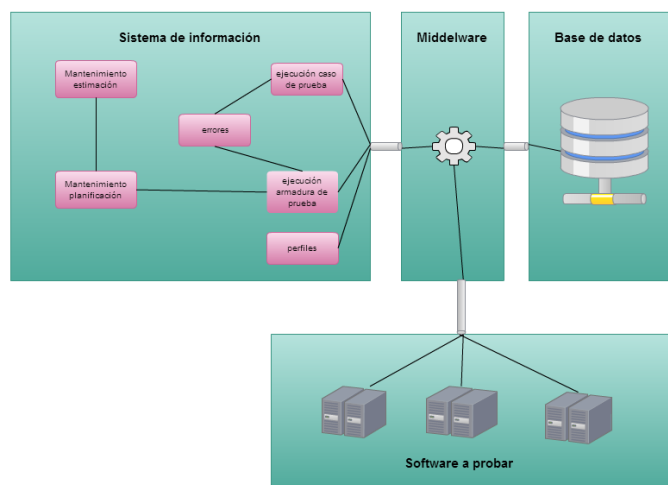 Sistema de información
Middelware
Base de datos
Mantenimiento
estimación
ejecución caso
de prueba
errores
Mantenimiento
planificación
ejecución
armadura de
prueba
perfiles
Software a probar